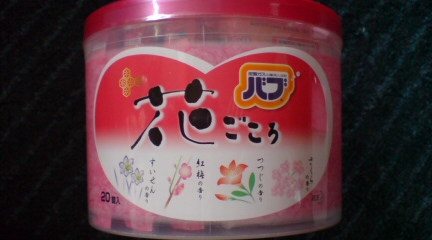 バブ
花ごころ
すいせんの香り
紅梅の香り
つつじの香り
20錠入